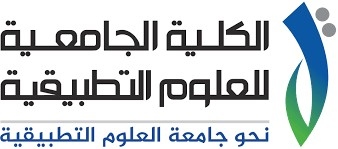 الكلية الجامعية
للعلوم التطبيقية
نحو جامعة العلوم التطبيقية